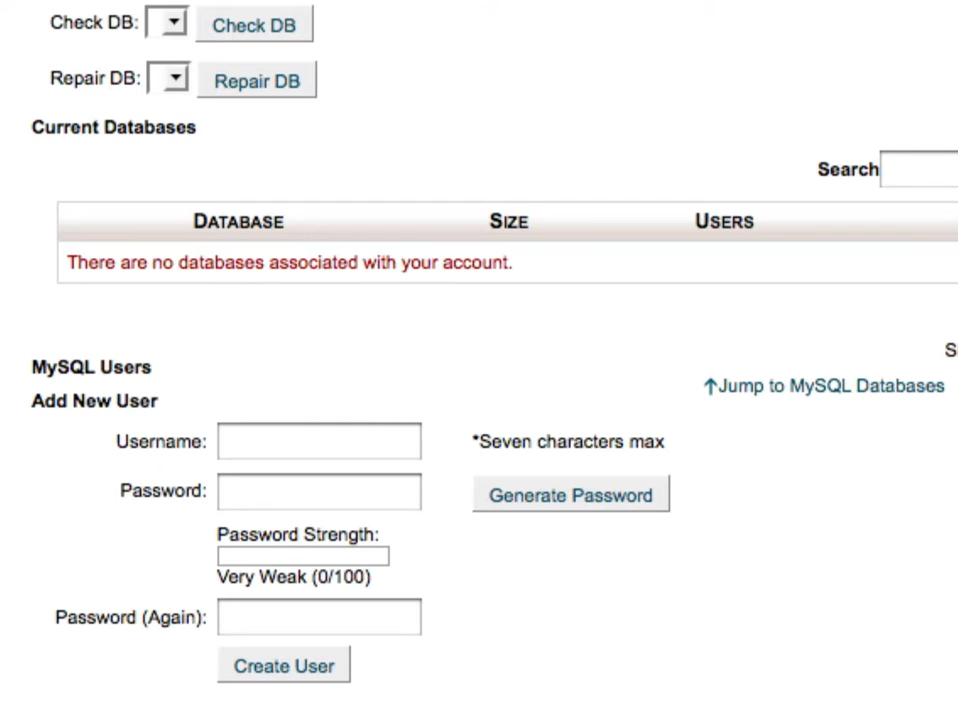 Check DB: Check DB
Repair DB: Repair DB
Current Databases
Search
DATABASE SIZE USERS
There are no databases associated with your account.
MySQL Users
↑Jump to MySQL Databases
Add New User
Username: *Seven characters max
Password: Generate Password
Password Strength:
Very Weak (0/100)
Password (Again):
Create User